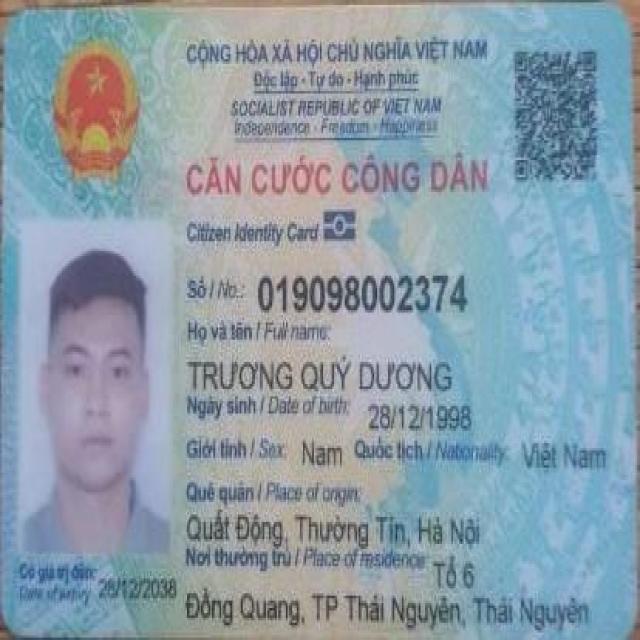 CỘNG HÒA XÃ HỘI CHỦ NGHĨA VIỆT NAM
Độc lập - Tự do - Hạnh phúc
SOCIALIST REPUBLIC OF VIET NAM
Independence - Freedom - Happiness
CĂN CƯỚC CÔNG DÂN
Citizen Identity Card
Số / No.: 019098002374
Họ và tên / Full name:
TRƯƠNG QUÝ DƯƠNG
Ngày sinh / Date of birth: 28/12/1998
Giới tính / Sex: Nam Quốc tịch / Nationality: Việt Nam
Quê quán / Place of origin:
Quất Động, Thường Tín, Hà Nội
Nơi thường trú / Place of residence: Tổ 6
Đồng Quang, TP Thái Nguyên, Thái Nguyên
Có giá trị đến: 28/12/2038
Date of expiry